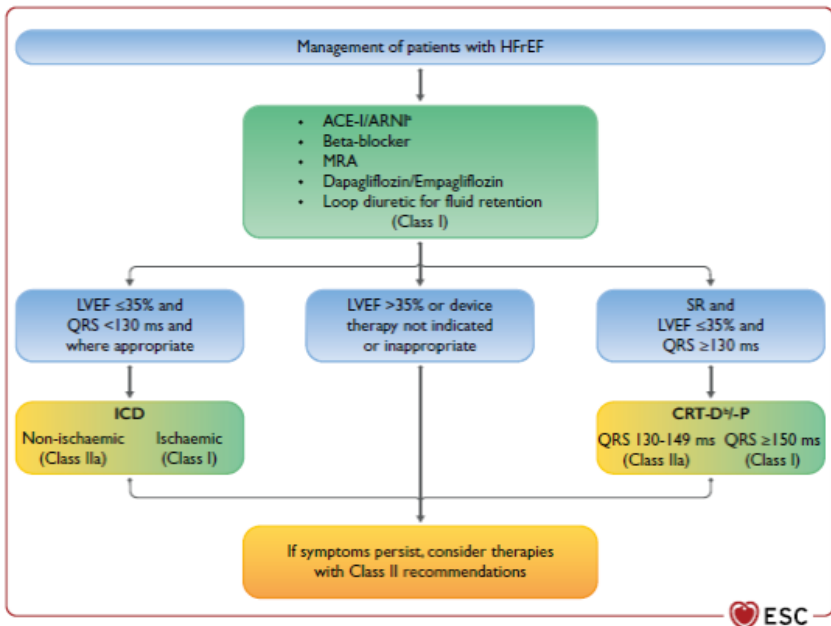 Management of patients with HFrEF
• ACE-I/ARNIᵃ
• Beta-blocker
• MRA
• Dapagliflozin/Empagliflozin
• Loop diuretic for fluid retention
(Class I)
LVEF ≤35% and
QRS <130 ms and
where appropriate
LVEF >35% or device
therapy not indicated
or inappropriate
SR and
LVEF ≤35% and
QRS ≥130 ms
ICD
Non-ischaemic Ischaemic
(Class IIa) (Class I)
CRT-Dᵇ/-P
QRS 130-149 ms QRS ≥150 ms
(Class IIa) (Class I)
If symptoms persist, consider therapies
with Class II recommendations
ESC